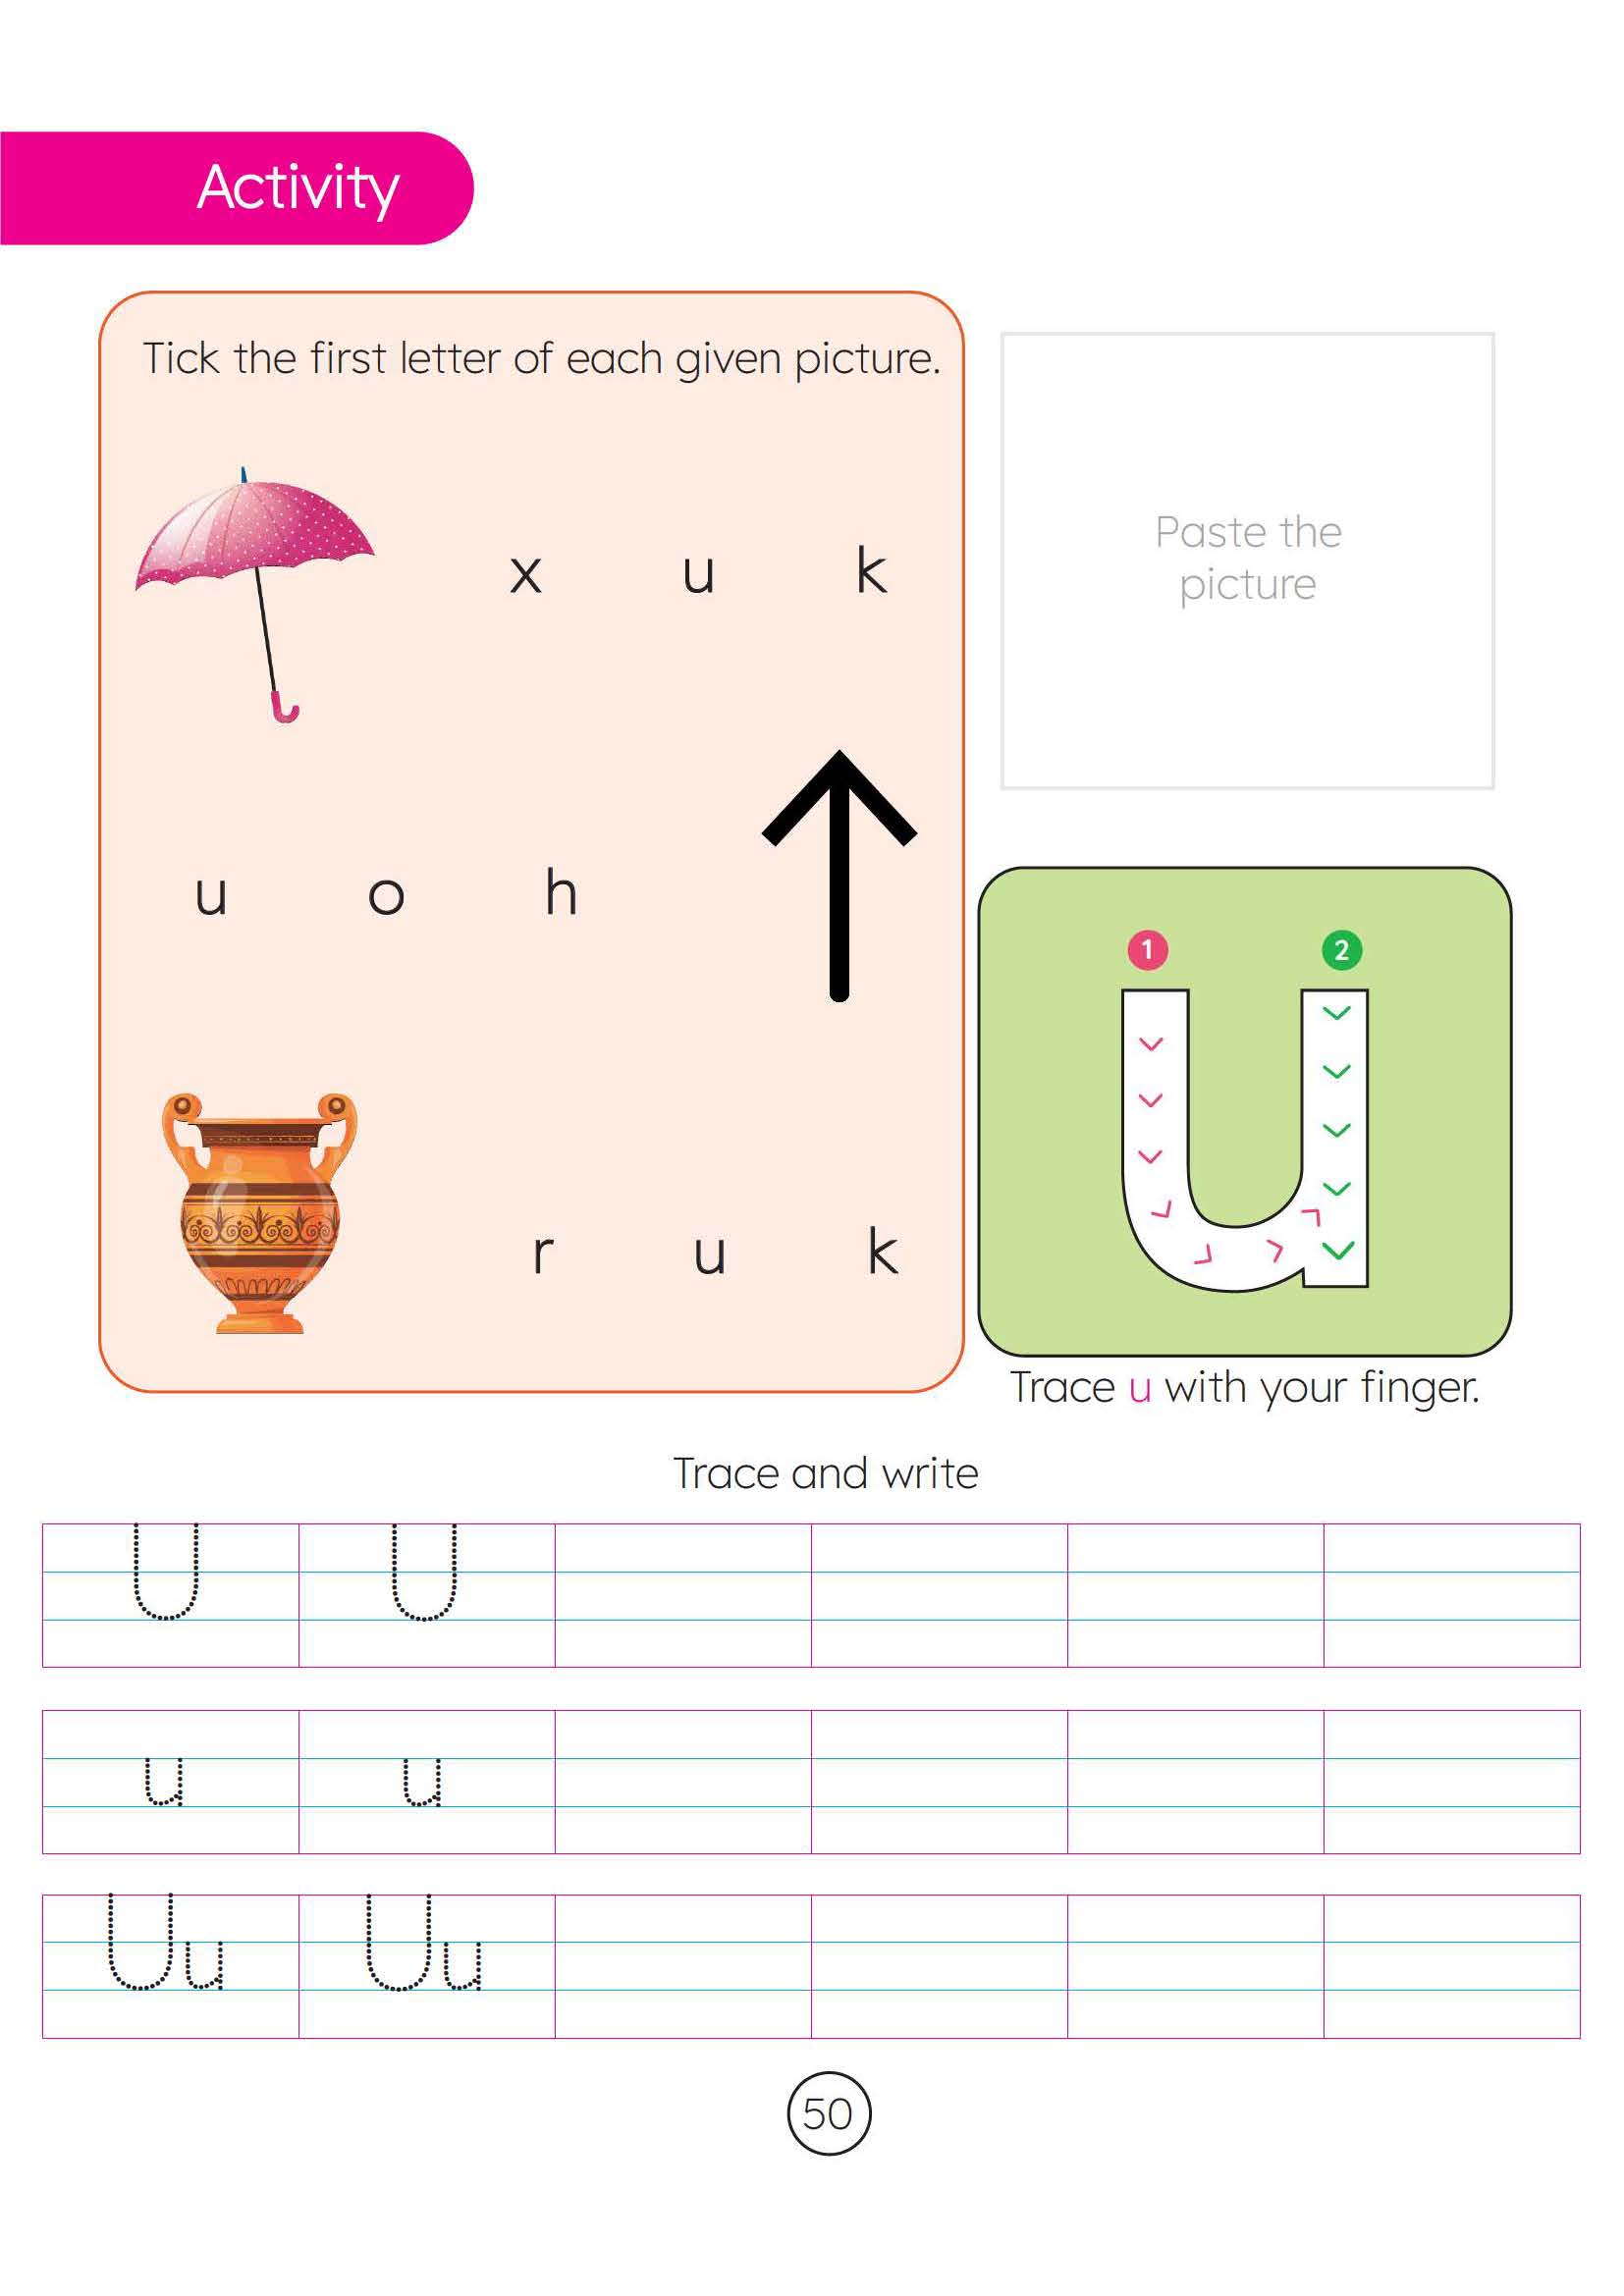 Activity
Tick the first letter of each given picture.
x u k
u o h
r u k
Paste the
picture
1 2
u
Trace u with your finger.
Trace and write
U U
u u
Uu Uu
50